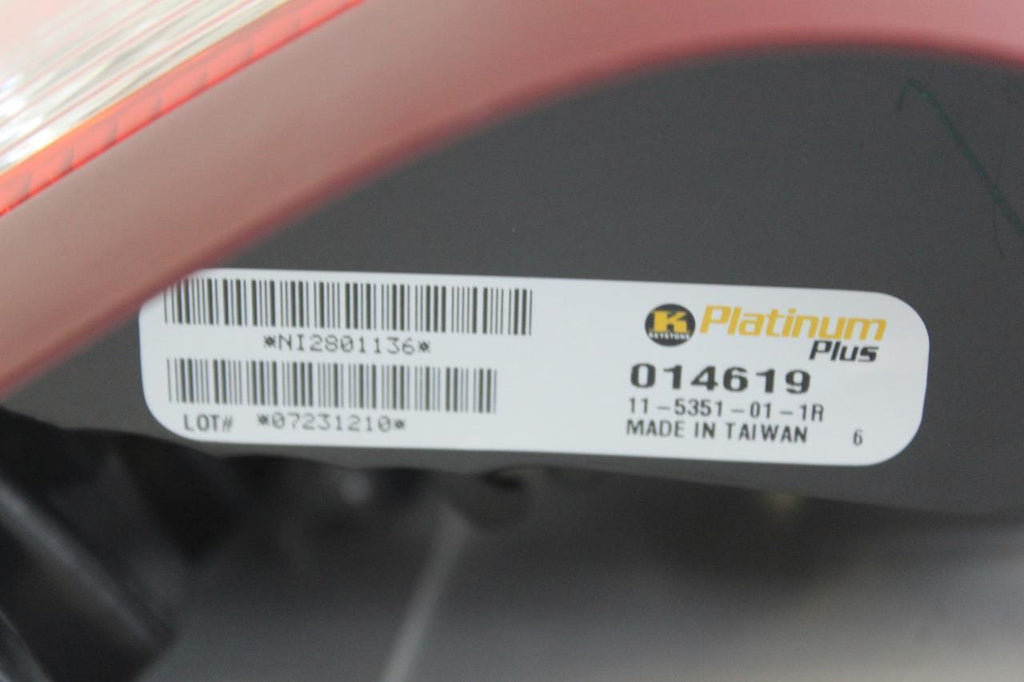 *NI2801136*
LOT# *07231210*
K KEYSTONE Platinum
Plus
014619
11-5351-01-1R
MADE IN TAIWAN 6